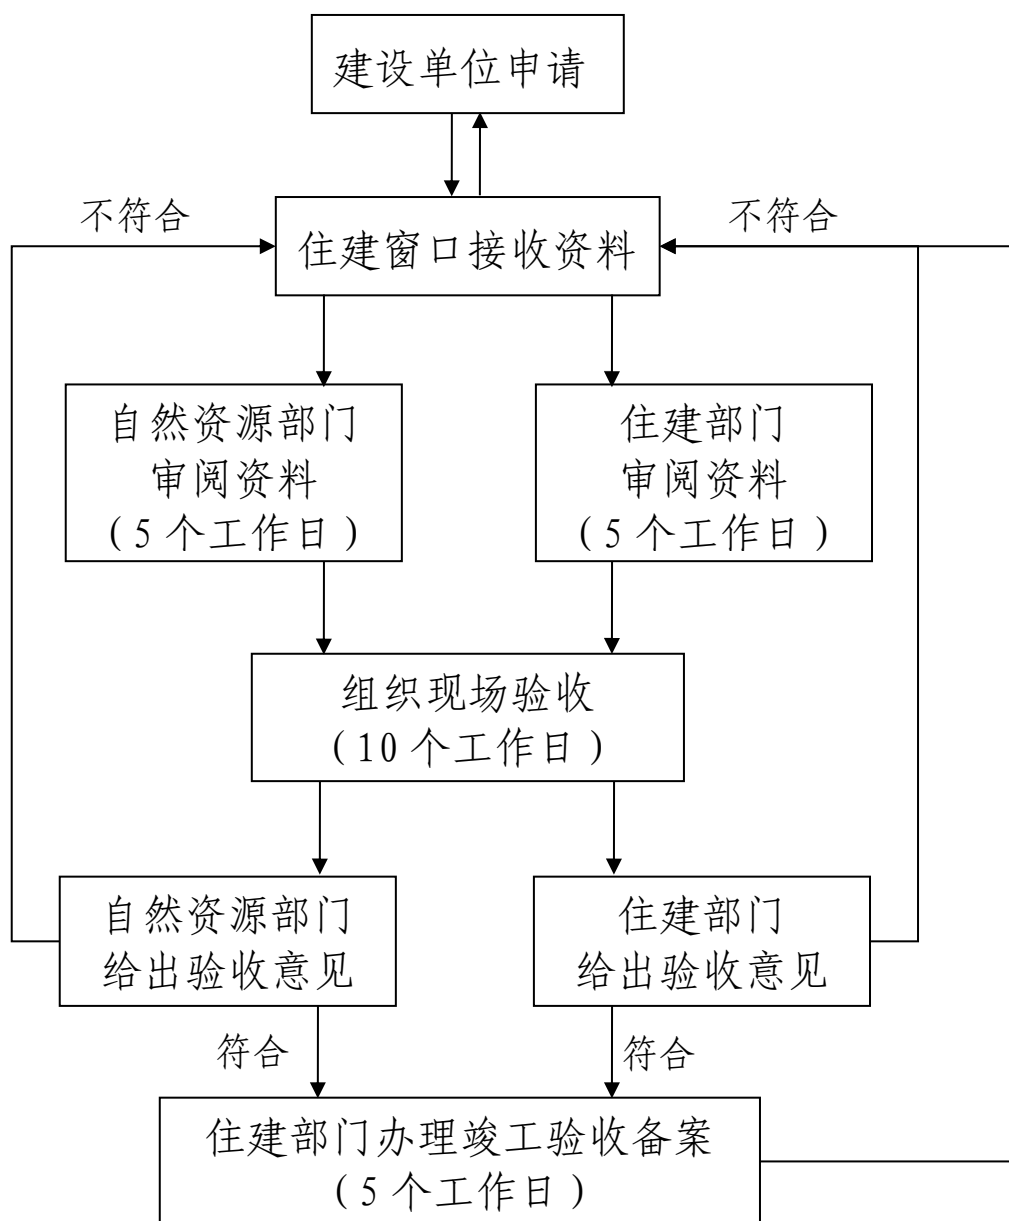 建设单位申请
不符合
不符合
住建窗口接收资料
自然资源部门
审阅资料
(5个工作日)
住建部门
审阅资料
(5个工作日)
组织现场验收
(10个工作日)
自然资源部门
给出验收意见
住建部门
给出验收意见
符合
符合
住建部门办理竣工验收备案
(5个工作日)